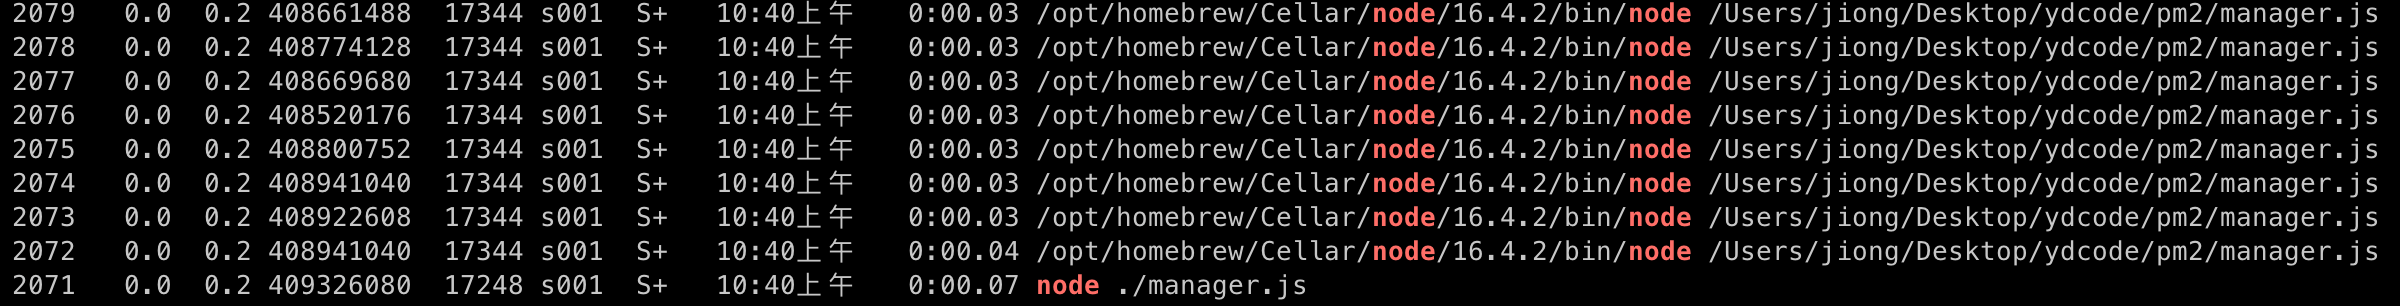 2079   0.0  0.2 408661488  17344 s001  S+   10:40上午   0:00.03 /opt/homebrew/Cellar/node/16.4.2/bin/node /Users/jiong/Desktop/ydcode/pm2/manager.js
2078   0.0  0.2 408774128  17344 s001  S+   10:40上午   0:00.03 /opt/homebrew/Cellar/node/16.4.2/bin/node /Users/jiong/Desktop/ydcode/pm2/manager.js
2077   0.0  0.2 408669680  17344 s001  S+   10:40上午   0:00.03 /opt/homebrew/Cellar/node/16.4.2/bin/node /Users/jiong/Desktop/ydcode/pm2/manager.js
2076   0.0  0.2 408520176  17344 s001  S+   10:40上午   0:00.03 /opt/homebrew/Cellar/node/16.4.2/bin/node /Users/jiong/Desktop/ydcode/pm2/manager.js
2075   0.0  0.2 408800752  17344 s001  S+   10:40上午   0:00.03 /opt/homebrew/Cellar/node/16.4.2/bin/node /Users/jiong/Desktop/ydcode/pm2/manager.js
2074   0.0  0.2 408941040  17344 s001  S+   10:40上午   0:00.03 /opt/homebrew/Cellar/node/16.4.2/bin/node /Users/jiong/Desktop/ydcode/pm2/manager.js
2073   0.0  0.2 408922608  17344 s001  S+   10:40上午   0:00.03 /opt/homebrew/Cellar/node/16.4.2/bin/node /Users/jiong/Desktop/ydcode/pm2/manager.js
2072   0.0  0.2 408941040  17344 s001  S+   10:40上午   0:00.04 /opt/homebrew/Cellar/node/16.4.2/bin/node /Users/jiong/Desktop/ydcode/pm2/manager.js
2071   0.0  0.2 409326080  17248 s001  S+   10:40上午   0:00.07 node ./manager.js